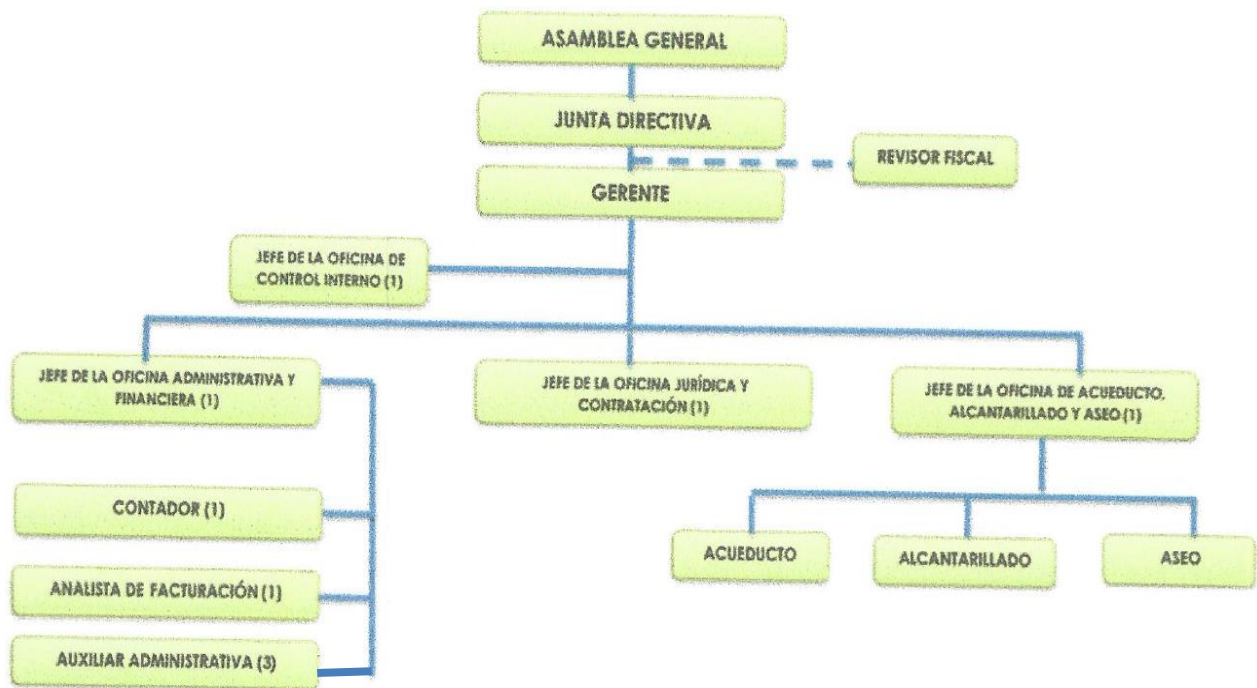 ASAMBLEA GENERAL
JUNTA DIRECTIVA
REVISOR FISCAL
GERENTE
JEFE DE LA OFICINA DE
CONTROL INTERNO (1)
JEFE DE LA OFICINA ADMINISTRATIVA Y
FINANCIERA (1)
JEFE DE LA OFICINA JURÍDICA Y
CONTRATACIÓN (1)
JEFE DE LA OFICINA DE ACUEDUCTO,
ALCANTARILLADO Y ASEO (1)
CONTADOR (1)
ANALISTA DE FACTURACIÓN (1)
AUXILIAR ADMINISTRATIVA (3)
ACUEDUCTO
ALCANTARILLADO
ASEO